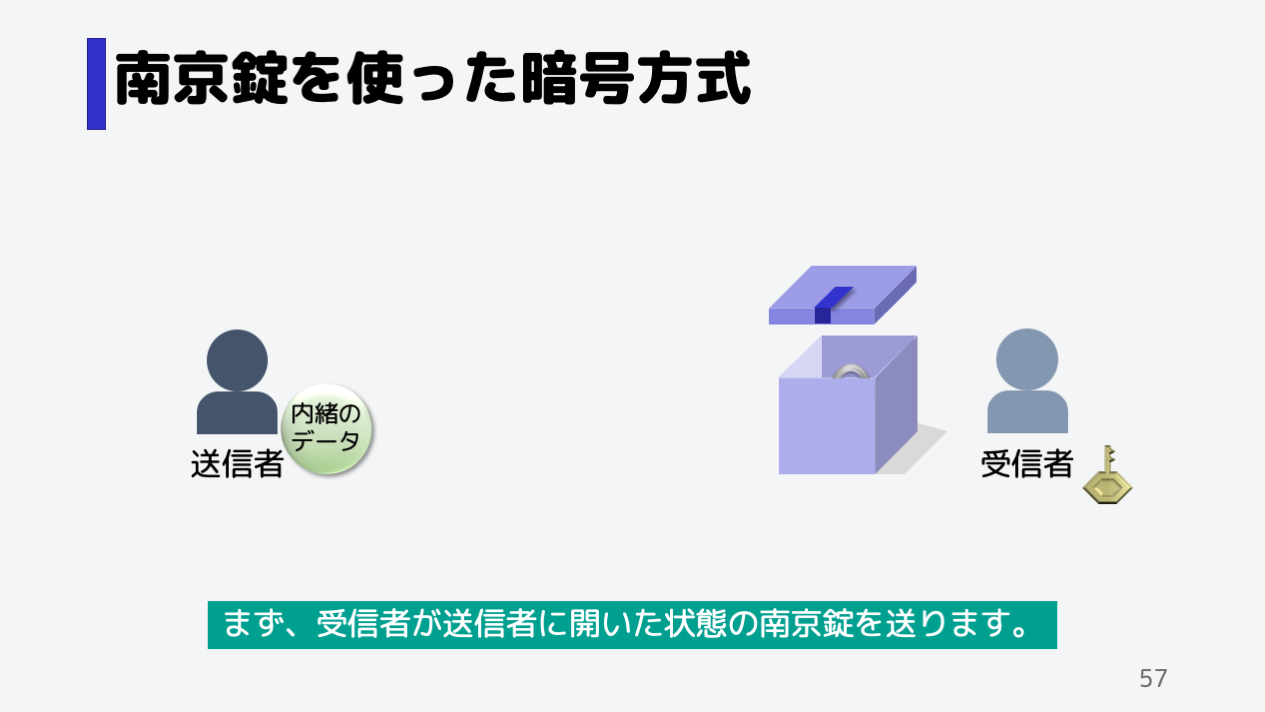 南京錠を使った暗号方式
内緒の
データ
送信者
受信者
まず、受信者が送信者に開いた状態の南京錠を送ります。
57